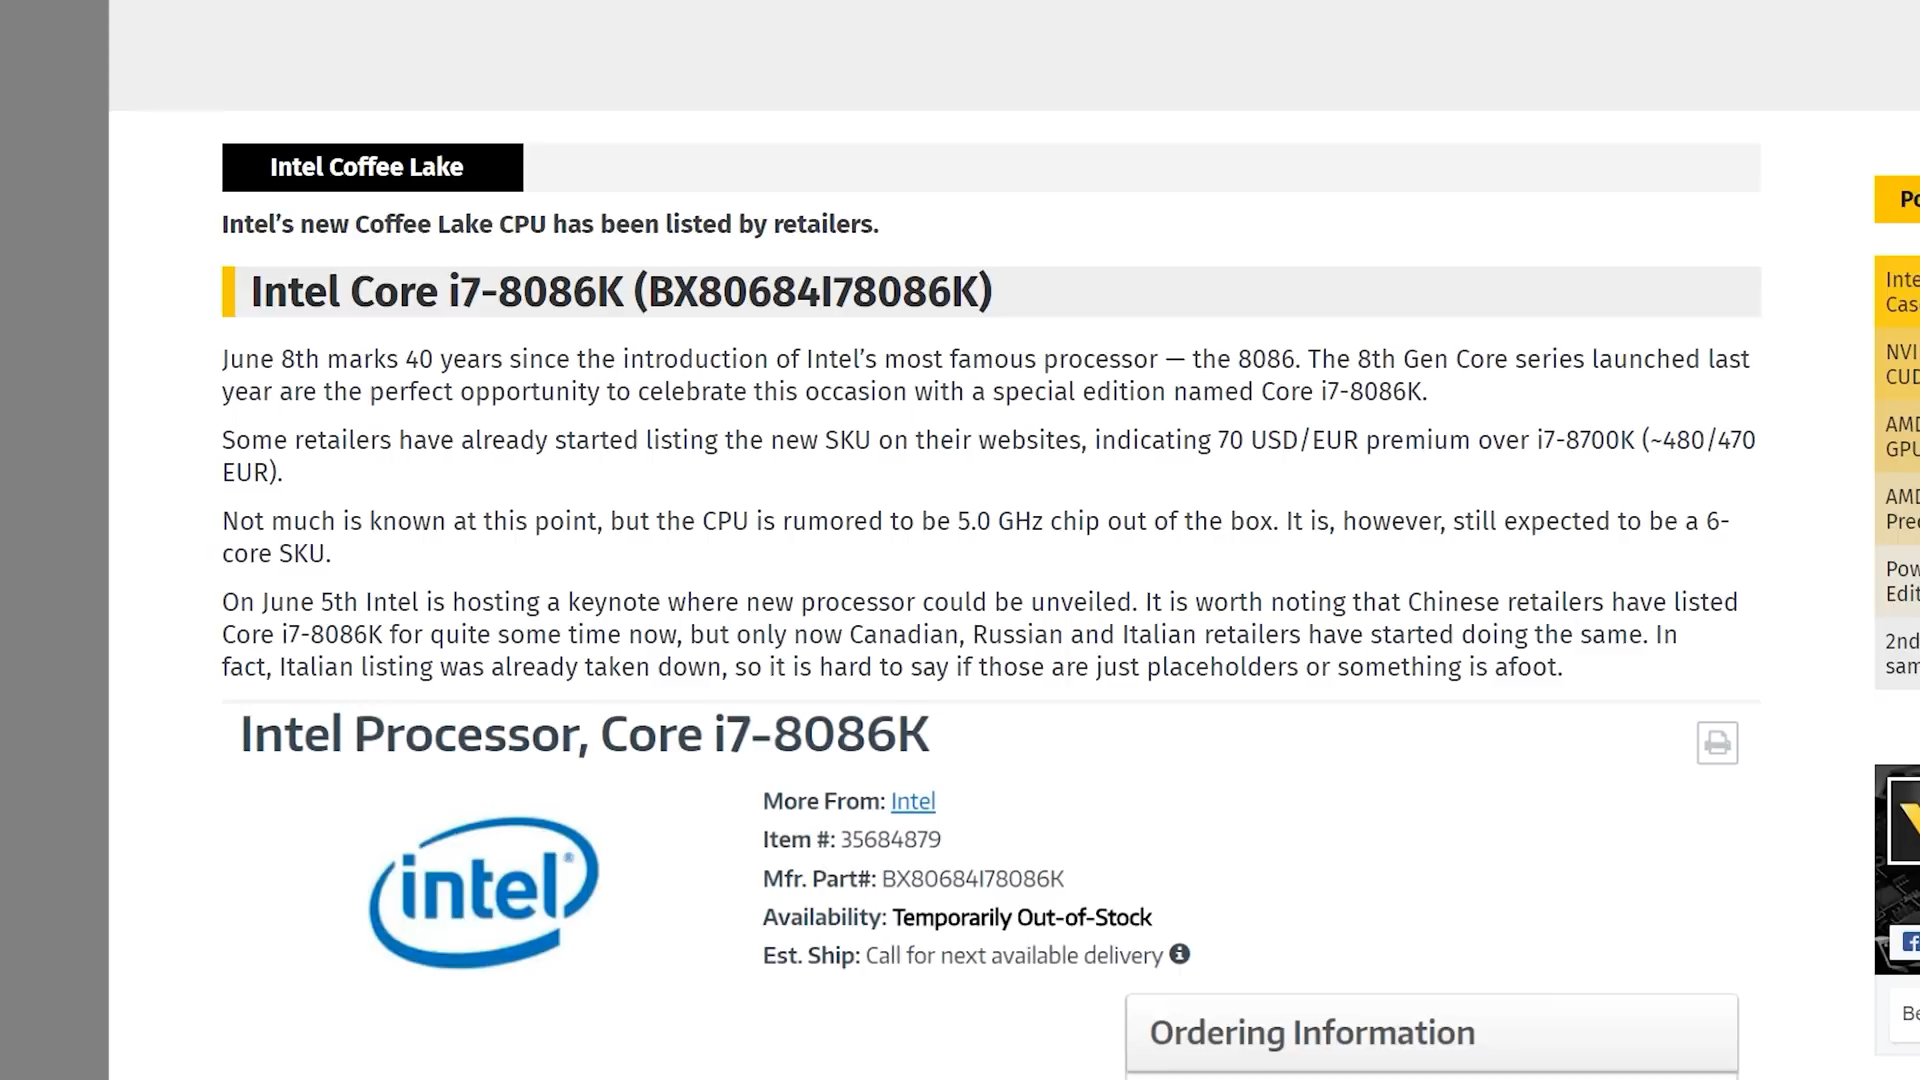 Intel Coffee Lake
Intel's new Coffee Lake CPU has been listed by retailers.
Intel Core i7-8086K (BX80684I78086K)
June 8th marks 40 years since the introduction of Intel's most famous processor — the 8086. The 8th Gen Core series launched last
year are the perfect opportunity to celebrate this occasion with a special edition named Core i7-8086K.
Some retailers have already started listing the new SKU on their websites, indicating 70 USD/EUR premium over i7-8700K (~480/470
EUR).
Not much is known at this point, but the CPU is rumored to be 5.0 GHz chip out of the box. It is, however, still expected to be a 6-
core SKU.
On June 5th Intel is hosting a keynote where new processor could be unveiled. It is worth noting that Chinese retailers have listed
Core i7-8086K for quite some time now, but only now Canadian, Russian and Italian retailers have started doing the same. In
fact, Italian listing was already taken down, so it is hard to say if those are just placeholders or something is afoot.
Intel Processor, Core i7-8086K
intel®
More From: Intel
Item #: 35684879
Mfr. Part#: BX80684I78086K
Availability: Temporarily Out-of-Stock
Est. Ship: Call for next available delivery
Ordering Information